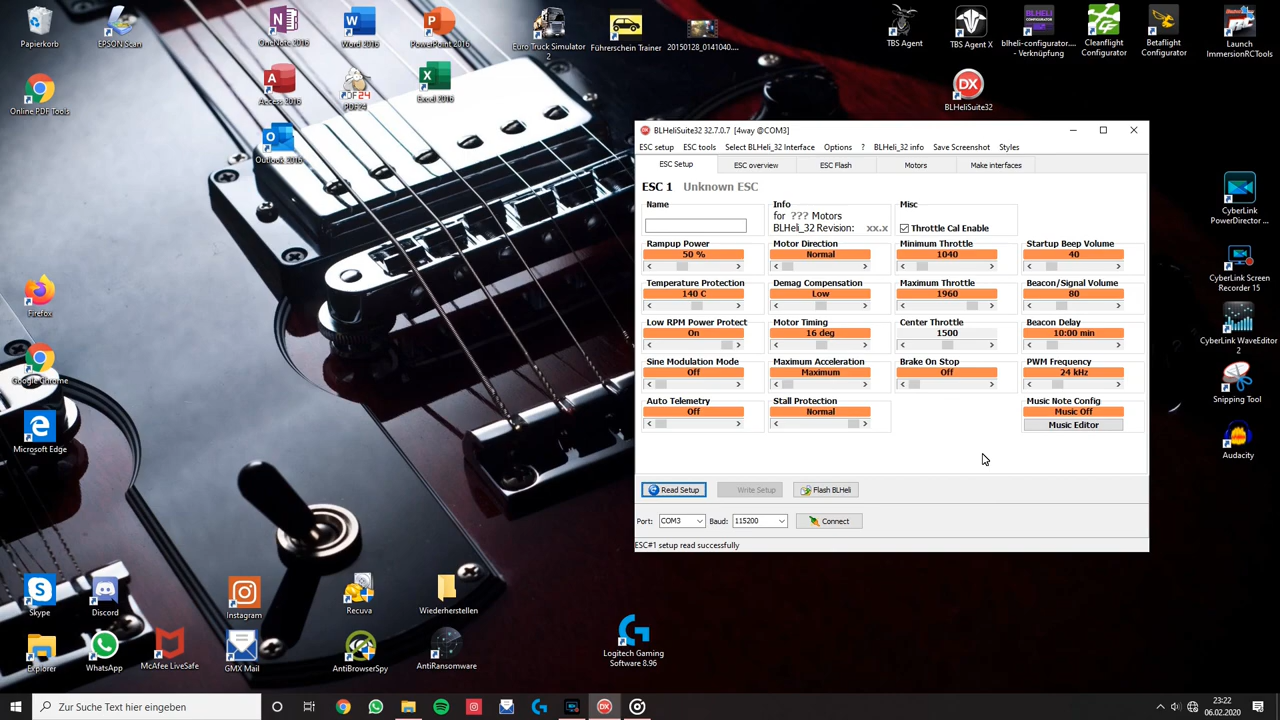 Papierkorb
EPSON Scan
OneNote 2016
Word 2016
PowerPoint 2016
Euro Truck Simulator
2
Führerschein Trainer
20150128_0141040....
TBS Agent
TBS Agent X
blheli-configurator....
- Verknüpfung
Cleanflight
Configurator
Betaflight
Configurator
Launch
ImmersionRCTools
Online PDF Tools
Access 2016
PDF24
Excel 2016
BLHeliSuite32
Outlook 2016
BLHeliSuite32 32.7.0.7 [4way @COM3]
ESC setup ESC tools Select BLHeli_32 Interface Options ? BLHeli_32 info Save Screenshot Styles
ESC Setup ESC overview ESC Flash Motors Make interfaces
ESC 1 Unknown ESC
Name
Info
for ??? Motors
BLHeli_32 Revision: xx.x
Misc
Throttle Cal Enable
Rampup Power
50 %
Motor Direction
Normal
Minimum Throttle
1040
Startup Beep Volume
40
Temperature Protection
140 C
Demag Compensation
Low
Maximum Throttle
1960
Beacon/Signal Volume
80
Low RPM Power Protect
On
Motor Timing
16 deg
Center Throttle
1500
Beacon Delay
10:00 min
Sine Modulation Mode
Off
Maximum Acceleration
Maximum
Brake On Stop
Off
PWM Frequency
24 kHz
Auto Telemetry
Off
Stall Protection
Normal
Music Note Config
Music Off
Music Editor
Read Setup Write Setup Flash BLHeli
Port: COM3 Baud: 115200 Connect
ESC#1 setup read successfully
CyberLink
PowerDirector ...
CyberLink Screen
Recorder 15
CyberLink WaveEditor
2
Snipping Tool
Audacity
Firefox
Google Chrome
Microsoft Edge
Skype
Discord
Instagram
Recuva
Wiederherstellen
Explorer
WhatsApp
McAfee LiveSafe
GMX Mail
AntiBrowserSpy
AntiRansomware
Logitech Gaming
Software 8.96
Zur Suche Text hier eingeben
23:22
06.02.2020